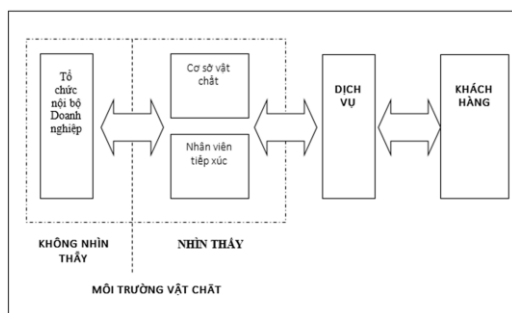 Tổ
chức
nội bộ
Doanh
nghiệp
Cơ sở vật
chất
Nhân viên
tiếp xúc
DỊCH
VỤ
KHÁCH
HÀNG
KHÔNG NHÌN
THẤY
NHÌN THẤY
MÔI TRƯỜNG VẬT CHẤT